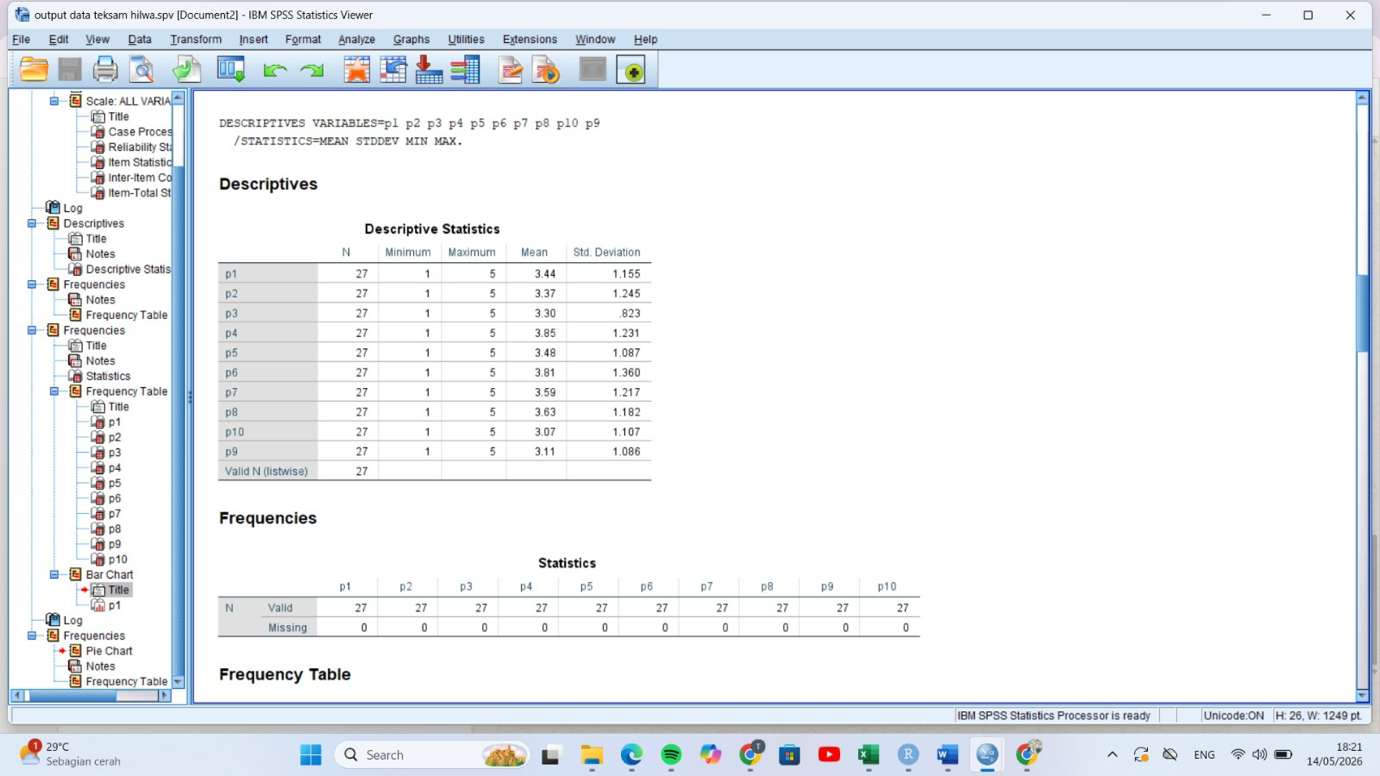 output data teksam hilwa.spv [Document2] - IBM SPSS Statistics Viewer
File Edit View Data Transform Insert Format Analyze Graphs Utilities Extensions Window Help
Scale: ALL VARIA
Title
Case Proces
Reliability Sta
Item Statistic
Inter-Item Co
Item-Total St
Log
Descriptives
Title
Notes
Descriptive Statis
Frequencies
Notes
Frequency Table
Frequencies
Title
Notes
Statistics
Frequency Table
Title
p1
p2
p3
p4
p5
p6
p7
p8
p9
p10
Bar Chart
Title
p1
Log
Frequencies
Pie Chart
Notes
Frequency Table
DESCRIPTIVES VARIABLES=p1 p2 p3 p4 p5 p6 p7 p8 p10 p9
/STATISTICS=MEAN STDDEV MIN MAX.
Descriptives
Descriptive Statistics
N Minimum Maximum Mean Std. Deviation
p1 27 1 5 3.44 1.155
p2 27 1 5 3.37 1.245
p3 27 1 5 3.30 .823
p4 27 1 5 3.85 1.231
p5 27 1 5 3.48 1.087
p6 27 1 5 3.81 1.360
p7 27 1 5 3.59 1.217
p8 27 1 5 3.63 1.182
p10 27 1 5 3.07 1.107
p9 27 1 5 3.11 1.086
Valid N (listwise) 27
Frequencies
Statistics
p1 p2 p3 p4 p5 p6 p7 p8 p9 p10
N Valid 27 27 27 27 27 27 27 27 27 27
Missing 0 0 0 0 0 0 0 0 0 0
Frequency Table
IBM SPSS Statistics Processor is ready Unicode:ON H: 26, W: 1249 pt.
1
29°C
Sebagian cerah
Search
T
ENG
18:21
14/05/2026